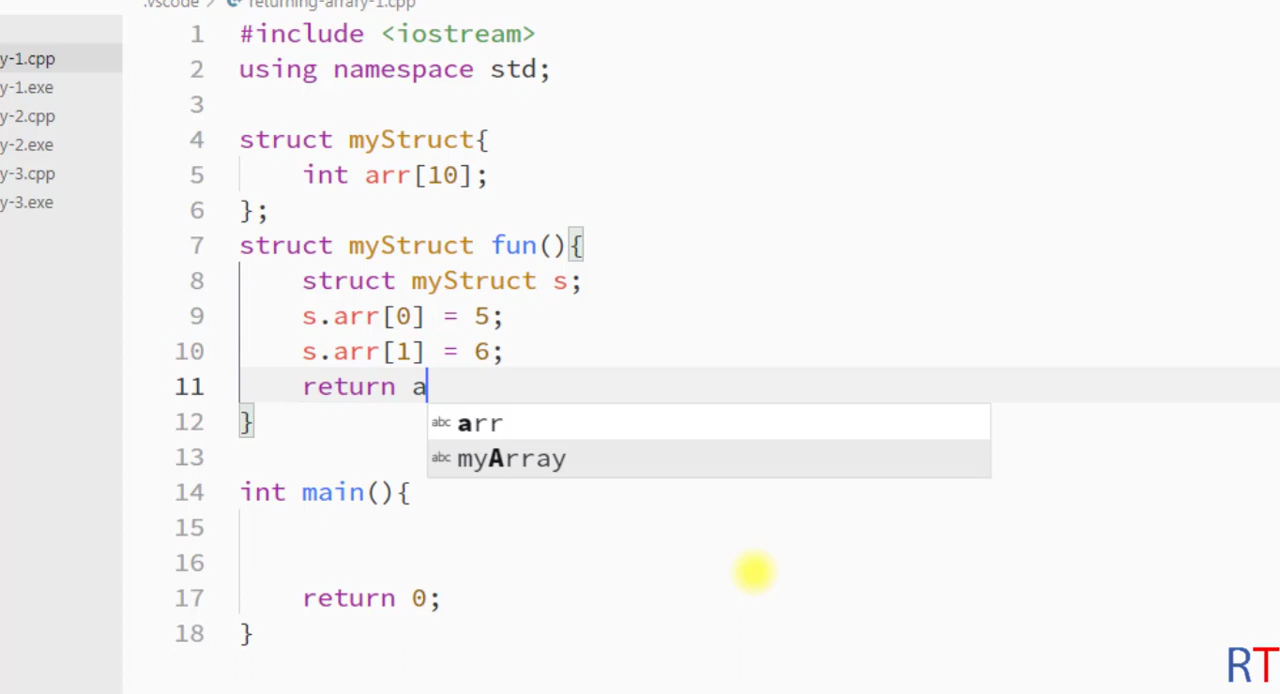 .vscode > returning-arrary-1.cpp
y-1.cpp
y-1.exe
y-2.cpp
y-2.exe
y-3.cpp
y-3.exe
1 #include <iostream>
2 using namespace std;
3
4 struct myStruct{
5 int arr[10];
6 };
7 struct myStruct fun(){
8 struct myStruct s;
9 s.arr[0] = 5;
10 s.arr[1] = 6;
11 return a
12 }
abc arr
13
abc myArray
14 int main(){
15
16
17 return 0;
18 }
RT